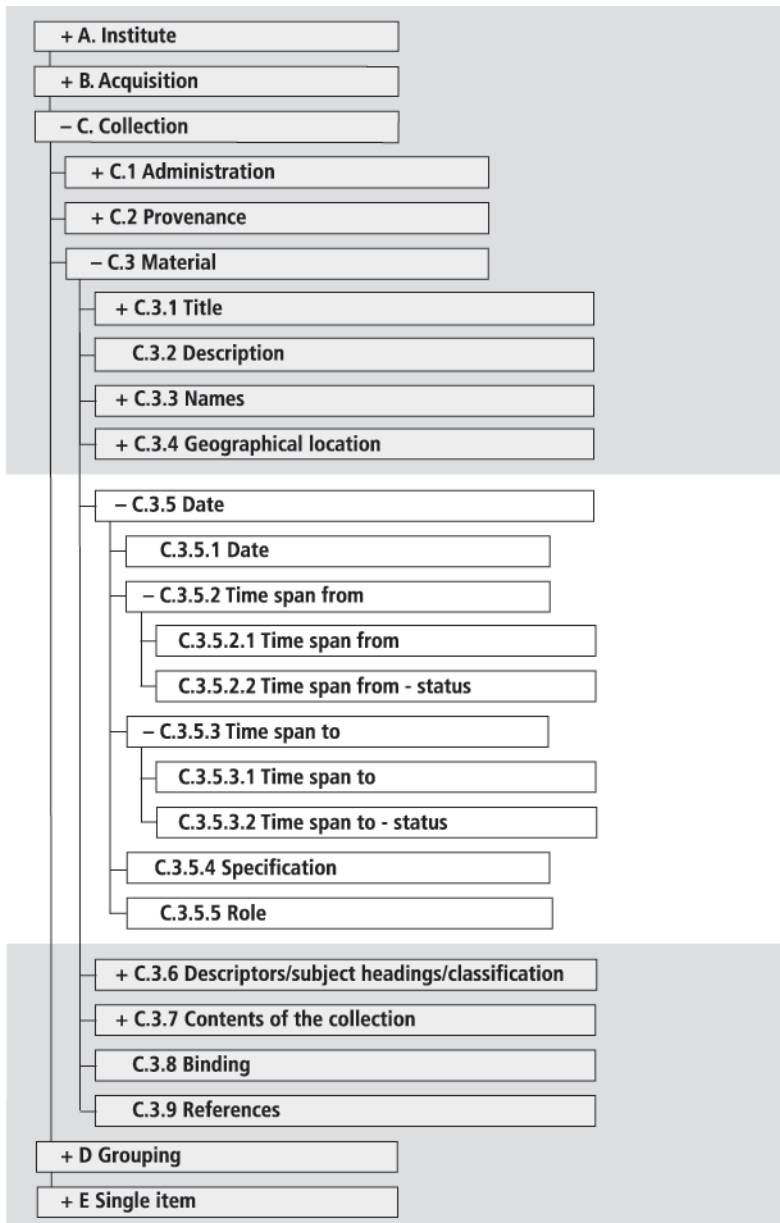 + A. Institute
+ B. Acquisition
– C. Collection
+ C.1 Administration
+ C.2 Provenance
– C.3 Material
+ C.3.1 Title
C.3.2 Description
+ C.3.3 Names
+ C.3.4 Geographical location
– C.3.5 Date
C.3.5.1 Date
– C.3.5.2 Time span from
C.3.5.2.1 Time span from
C.3.5.2.2 Time span from - status
– C.3.5.3 Time span to
C.3.5.3.1 Time span to
C.3.5.3.2 Time span to - status
C.3.5.4 Specification
C.3.5.5 Role
+ C.3.6 Descriptors/subject headings/classification
+ C.3.7 Contents of the collection
C.3.8 Binding
C.3.9 References
+ D Grouping
+ E Single item